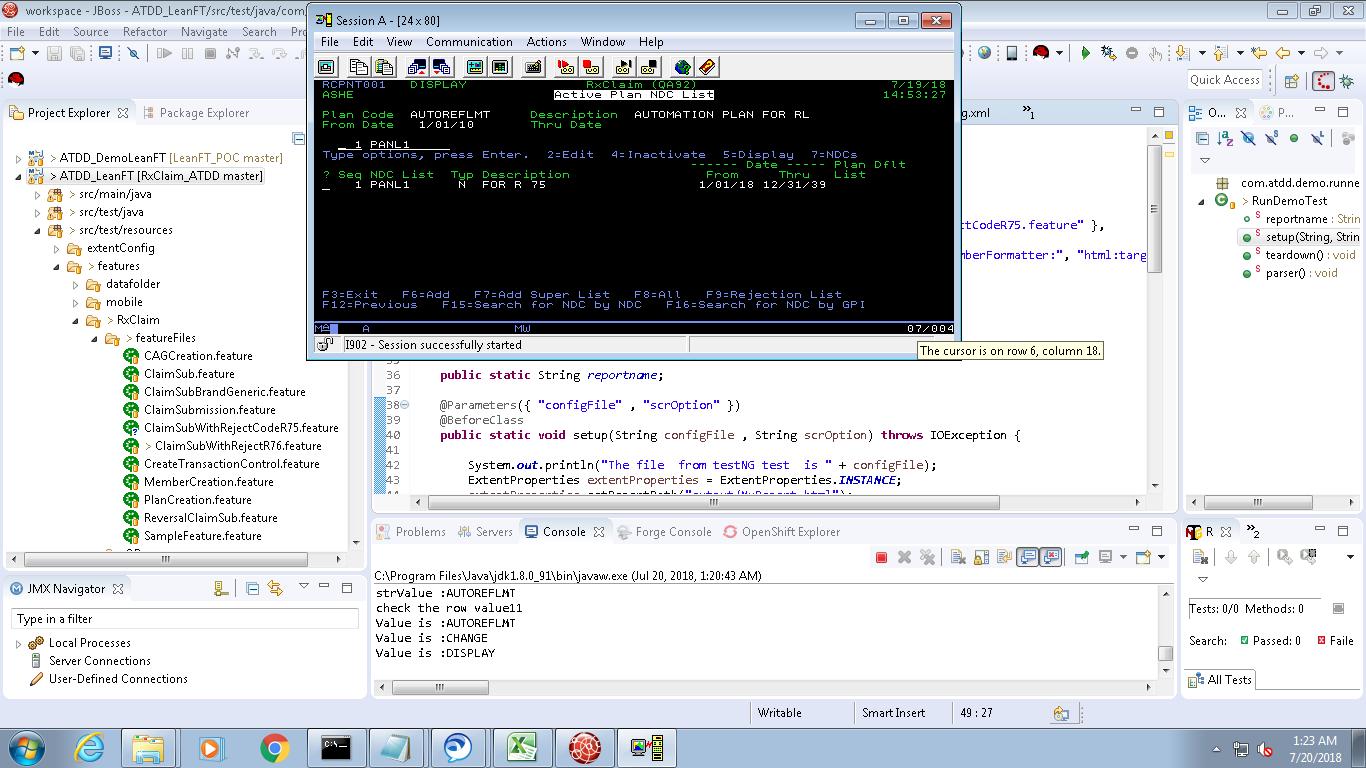 workspace - JBoss - ATDD_LeanFT/src/test/java/com
File Edit Source Refactor Navigate Search
Quick Access
Session A - [24 x 80]
File Edit View Communication Actions Window Help
RCPNT001 DISPLAY RxClaim (QA92) 7/19/18
ASHE Active Plan NDC List 14:53:27
Plan Code AUTOREFLMT Description AUTOMATION PLAN FOR RL
From Date 1/01/10 Thru Date
_ 1 PANL1
Type options, press Enter. 2=Edit 4=Inactivate 5=Display 7=NDCs
------ Date ----- Plan Dflt
? Seq NDC List Typ Description From Thru List
_ 1 PANL1 N FOR R 75 1/01/18 12/31/39
F3=Exit F6=Add F7=Add Super List F8=All F9=Rejection List
F12=Previous F15=Search for NDC by NDC F16=Search for NDC by GPI
MA A MW 07/004
I902 - Session successfully started
The cursor is on row 6, column 18.
Project Explorer Package Explorer
> ATDD_DemoLeanFT [LeanFT_POC master]
> ATDD_LeanFT [RxClaim_ATDD master]
> src/main/java
> src/test/java
> src/test/resources
extentConfig
> features
datafolder
mobile
> RxClaim
> featureFiles
CAGCreation.feature
ClaimSub.feature
ClaimSubBrandGeneric.feature
ClaimSubmission.feature
ClaimSubWithRejectCodeR75.feature
> ClaimSubWithRejectR76.feature
CreateTransactionControl.feature
MemberCreation.feature
PlanCreation.feature
ReversalClaimSub.feature
SampleFeature.feature
g.xml
»1
ctCodeR75.feature" },
mberFormatter:", "html:targ
36 public static String reportname;
37
38 @Parameters({ "configFile" , "scrOption" })
39 @BeforeClass
40 public static void setup(String configFile , String scrOption) throws IOException {
41
42 System.out.println("The file from testNG test is " + configFile);
43 ExtentProperties extentProperties = ExtentProperties.INSTANCE;
O...
P...
com.atdd.demo.runne
> RunDemoTest
reportname : Strin
setup(String, Strin
teardown() : void
parser() : void
JMX Navigator
Type in a filter
Local Processes
Server Connections
User-Defined Connections
Problems Servers Console Forge Console OpenShift Explorer
C:\Program Files\Java\jdk1.8.0_91\bin\javaw.exe (Jul 20, 2018, 1:20:43 AM)
strValue :AUTOREFLMT
check the row value11
Value is :AUTOREFLMT
Value is :CHANGE
Value is :DISPLAY
R
»2
Tests: 0/0 Methods: 0
Search: Passed: 0 Faile
All Tests
Writable Smart Insert 49 : 27
1:23 AM
7/20/2018